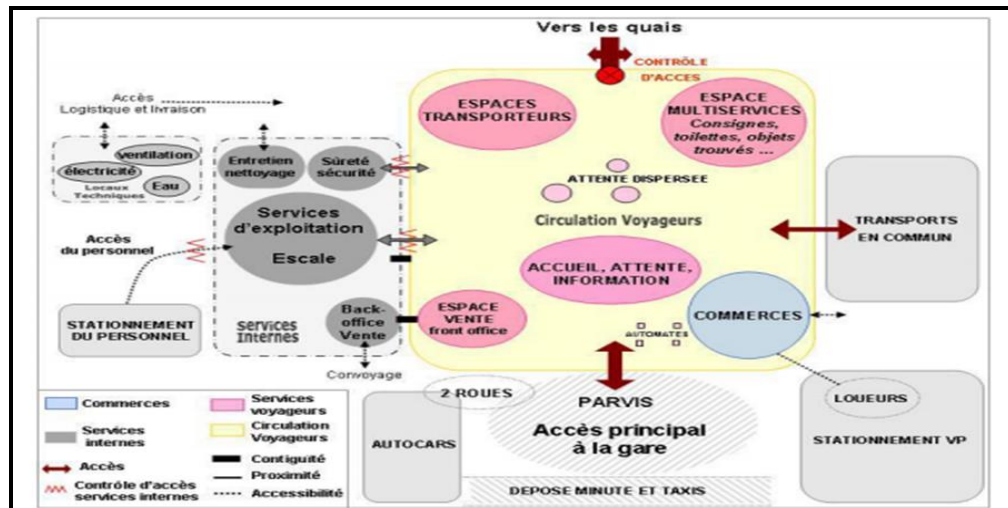 Vers les quais
CONTRÔLE
D'ACCES
ESPACES
TRANSPORTEURS
ESPACE
MULTISERVICES
Consignes,
toilettes, objets
trouvés ...
Accès
Logistique et livraison
ventilation
électricité
Locaux
Techniques
Eau
Entretien
nettoyage
Sûreté
sécurité
ATTENTE DISPERSEE
Circulation Voyageurs
Services
d'exploitation
Escale
Accès
du personnel
TRANSPORTS
EN COMMUN
ACCUEIL, ATTENTE,
INFORMATION
STATIONNEMENT
DU PERSONNEL
Services
Internes
Back-
office
Vente
ESPACE
VENTE
front office
AUTOMATES
COMMERCES
Convoyage
2 ROUES
AUTOCARS
PARVIS
Accès principal
à la gare
LOUEURS
STATIONNEMENT VP
DEPOSE MINUTE ET TAXIS
Commerces
Services
internes
Accès
Contrôle d'accès
services internes
Services
voyageurs
Circulation
Voyageurs
Contiguïté
Proximité
Accessibilité